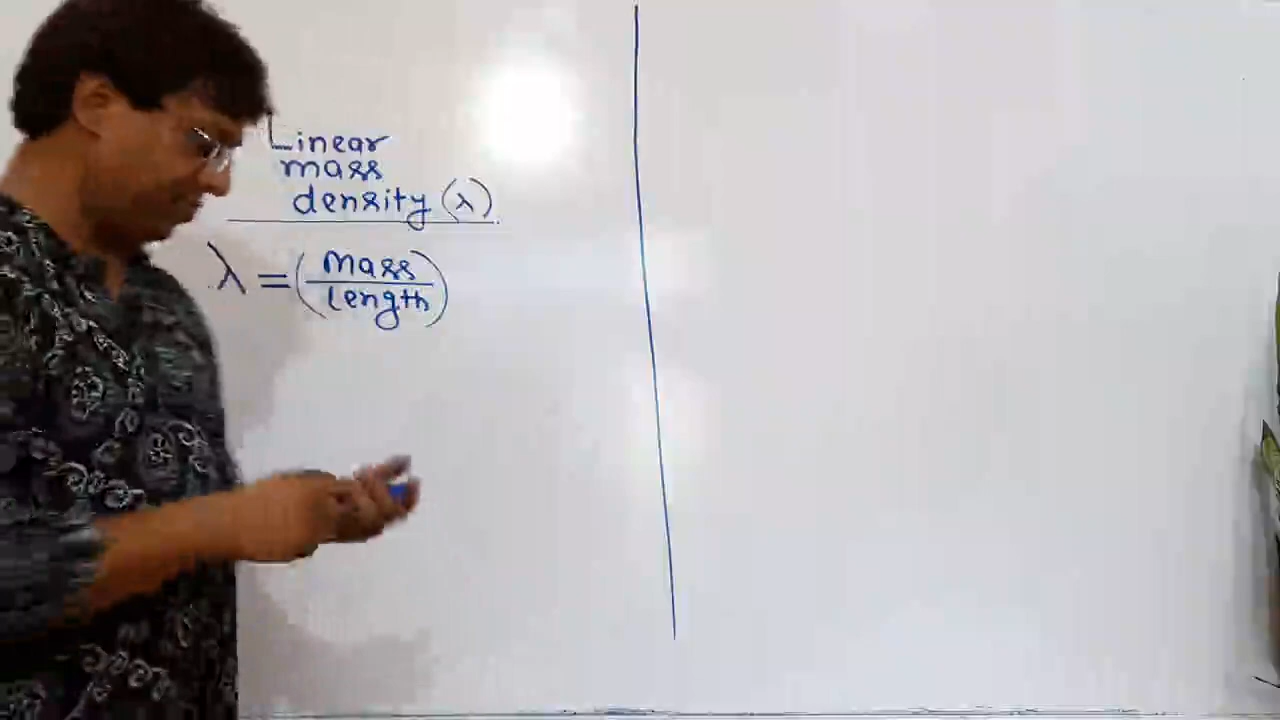 Linear
mass
density (λ)
λ = (mass
length)